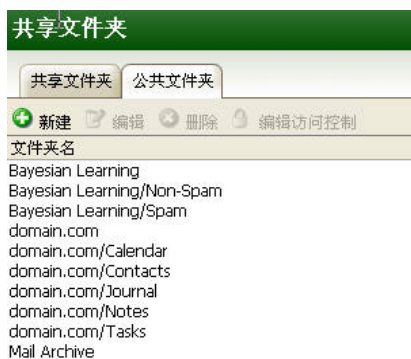 共享文件夹
共享文件夹 公共文件夹
新建 编辑 删除 编辑访问控制
文件夹名
Bayesian Learning
Bayesian Learning/Non-Spam
Bayesian Learning/Spam
domain.com
domain.com/Calendar
domain.com/Contacts
domain.com/Journal
domain.com/Notes
domain.com/Tasks
Mail Archive